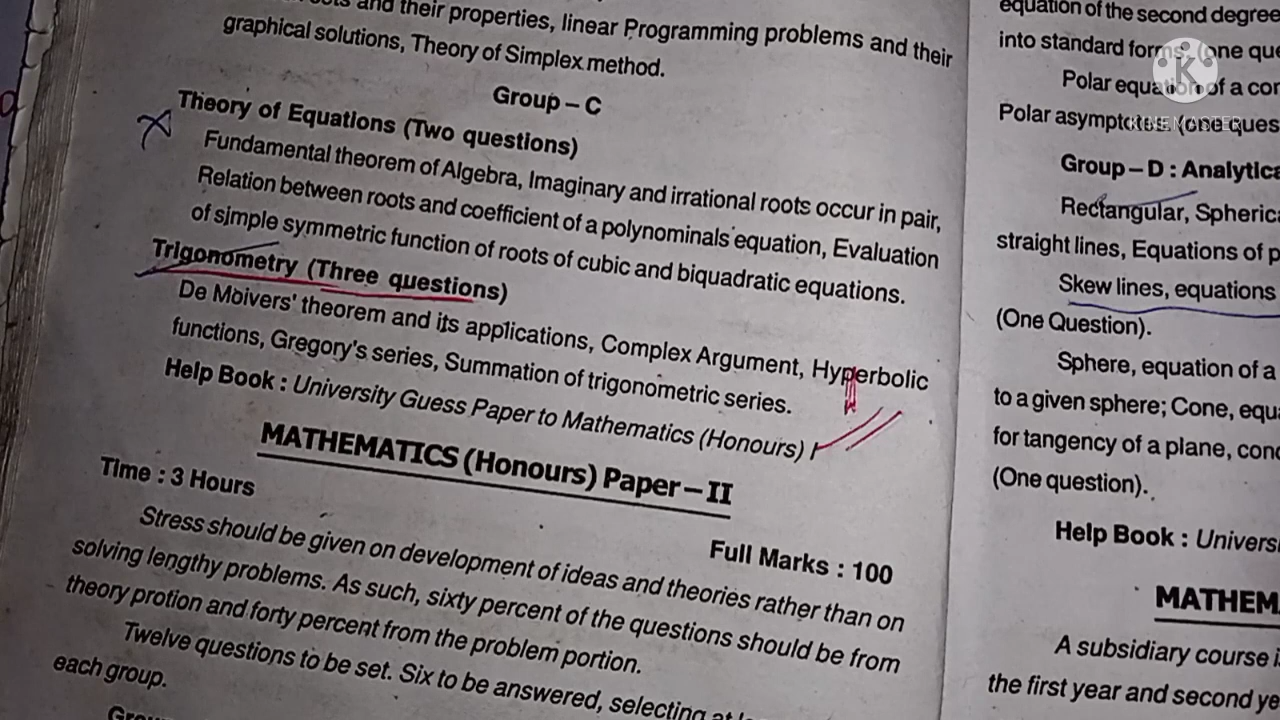 and their properties, linear Programming problems and their
graphical solutions, Theory of Simplex method.
Group – C
Theory of Equations (Two questions)
Fundamental theorem of Algebra, Imaginary and irrational roots occur in pair,
Relation between roots and coefficient of a polynominals equation, Evaluation
of simple symmetric function of roots of cubic and biquadratic equations.
Trigonometry (Three questions)
De Moivers' theorem and its applications, Complex Argument, Hyperbolic
functions, Gregory's series, Summation of trigonometric series.
Help Book : University Guess Paper to Mathematics (Honours) I
MATHEMATICS (Honours) Paper – II
Time : 3 Hours
Full Marks : 100
Stress should be given on development of ideas and theories rather than on
solving lengthy problems. As such, sixty percent of the questions should be from
theory protion and forty percent from the problem portion.
Twelve questions to be set. Six to be answered, selecting at
each group.
equation of the second degree
into standard forms, (one
Polar equation of a
Polar asymptotes. (one
Group – D :
Rectangular,
straight lines, Equations of
Skew lines, equations
(One Question).
Sphere, equation of a
to a given sphere; Cone,
for tangency of a plane,
(One question).
Help Book :
A subsidiary course
the first year and second
K
KINEMASTER